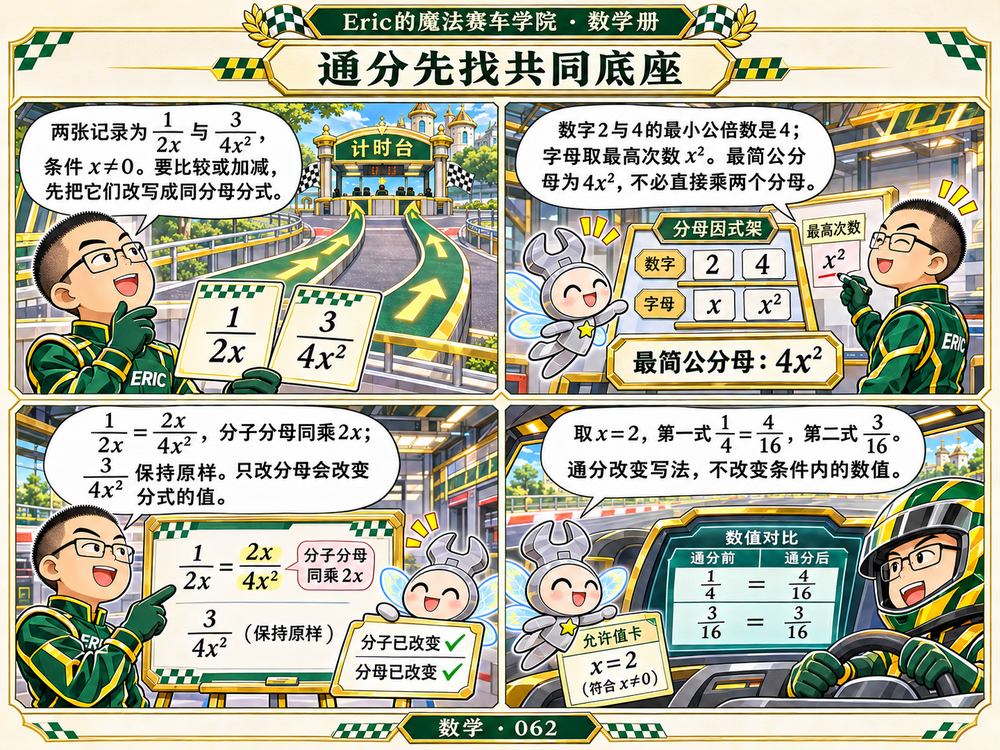 Eric的魔法赛车学院 · 数学册
通分先找共同底座
两张记录为 1/(2x) 与 3/(4x²),
条件 x≠0。要比较或加减,
先把它们改写成同分母分式。
计时台
1/(2x)
3/(4x²)
ERIC
数字2与4的最小公倍数是4;
字母取最高次数 x²。最简公分
母为4x²,不必直接乘两个分母。
分母因式架
数字 2 4
字母 x x²
最简公分母:4x²
最高次数
x²
ERIC
1/(2x) = 2x/(4x²),分子分母同乘2x;
3/(4x²) 保持原样。只改分母会改变
分式的值。
1/(2x) = 2x/(4x²)
分子分母
同乘2x
3/(4x²) (保持原样)
ERIC
分子已改变 ✓
分母已改变 ✓
取 x=2,第一式 1/4 = 4/16,第二式 3/16。
通分改变写法,不改变条件内的数值。
数值对比
通分前 通分后
1/4 = 4/16
3/16 = 3/16
允许值卡
x=2
(符合 x≠0)
数学 · 062